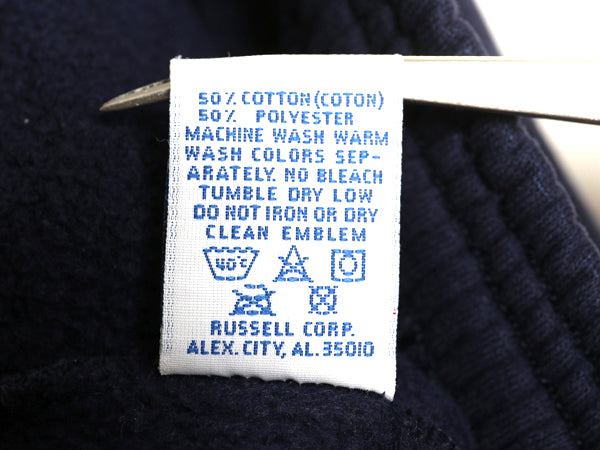 50% COTTON (COTON)
50% POLYESTER
MACHINE WASH WARM
WASH COLORS SEP-
ARATELY. NO BLEACH
TUMBLE DRY LOW
DO NOT IRON OR DRY
CLEAN EMBLEM
40°C
RUSSELL CORP.
ALEX. CITY, AL. 35010